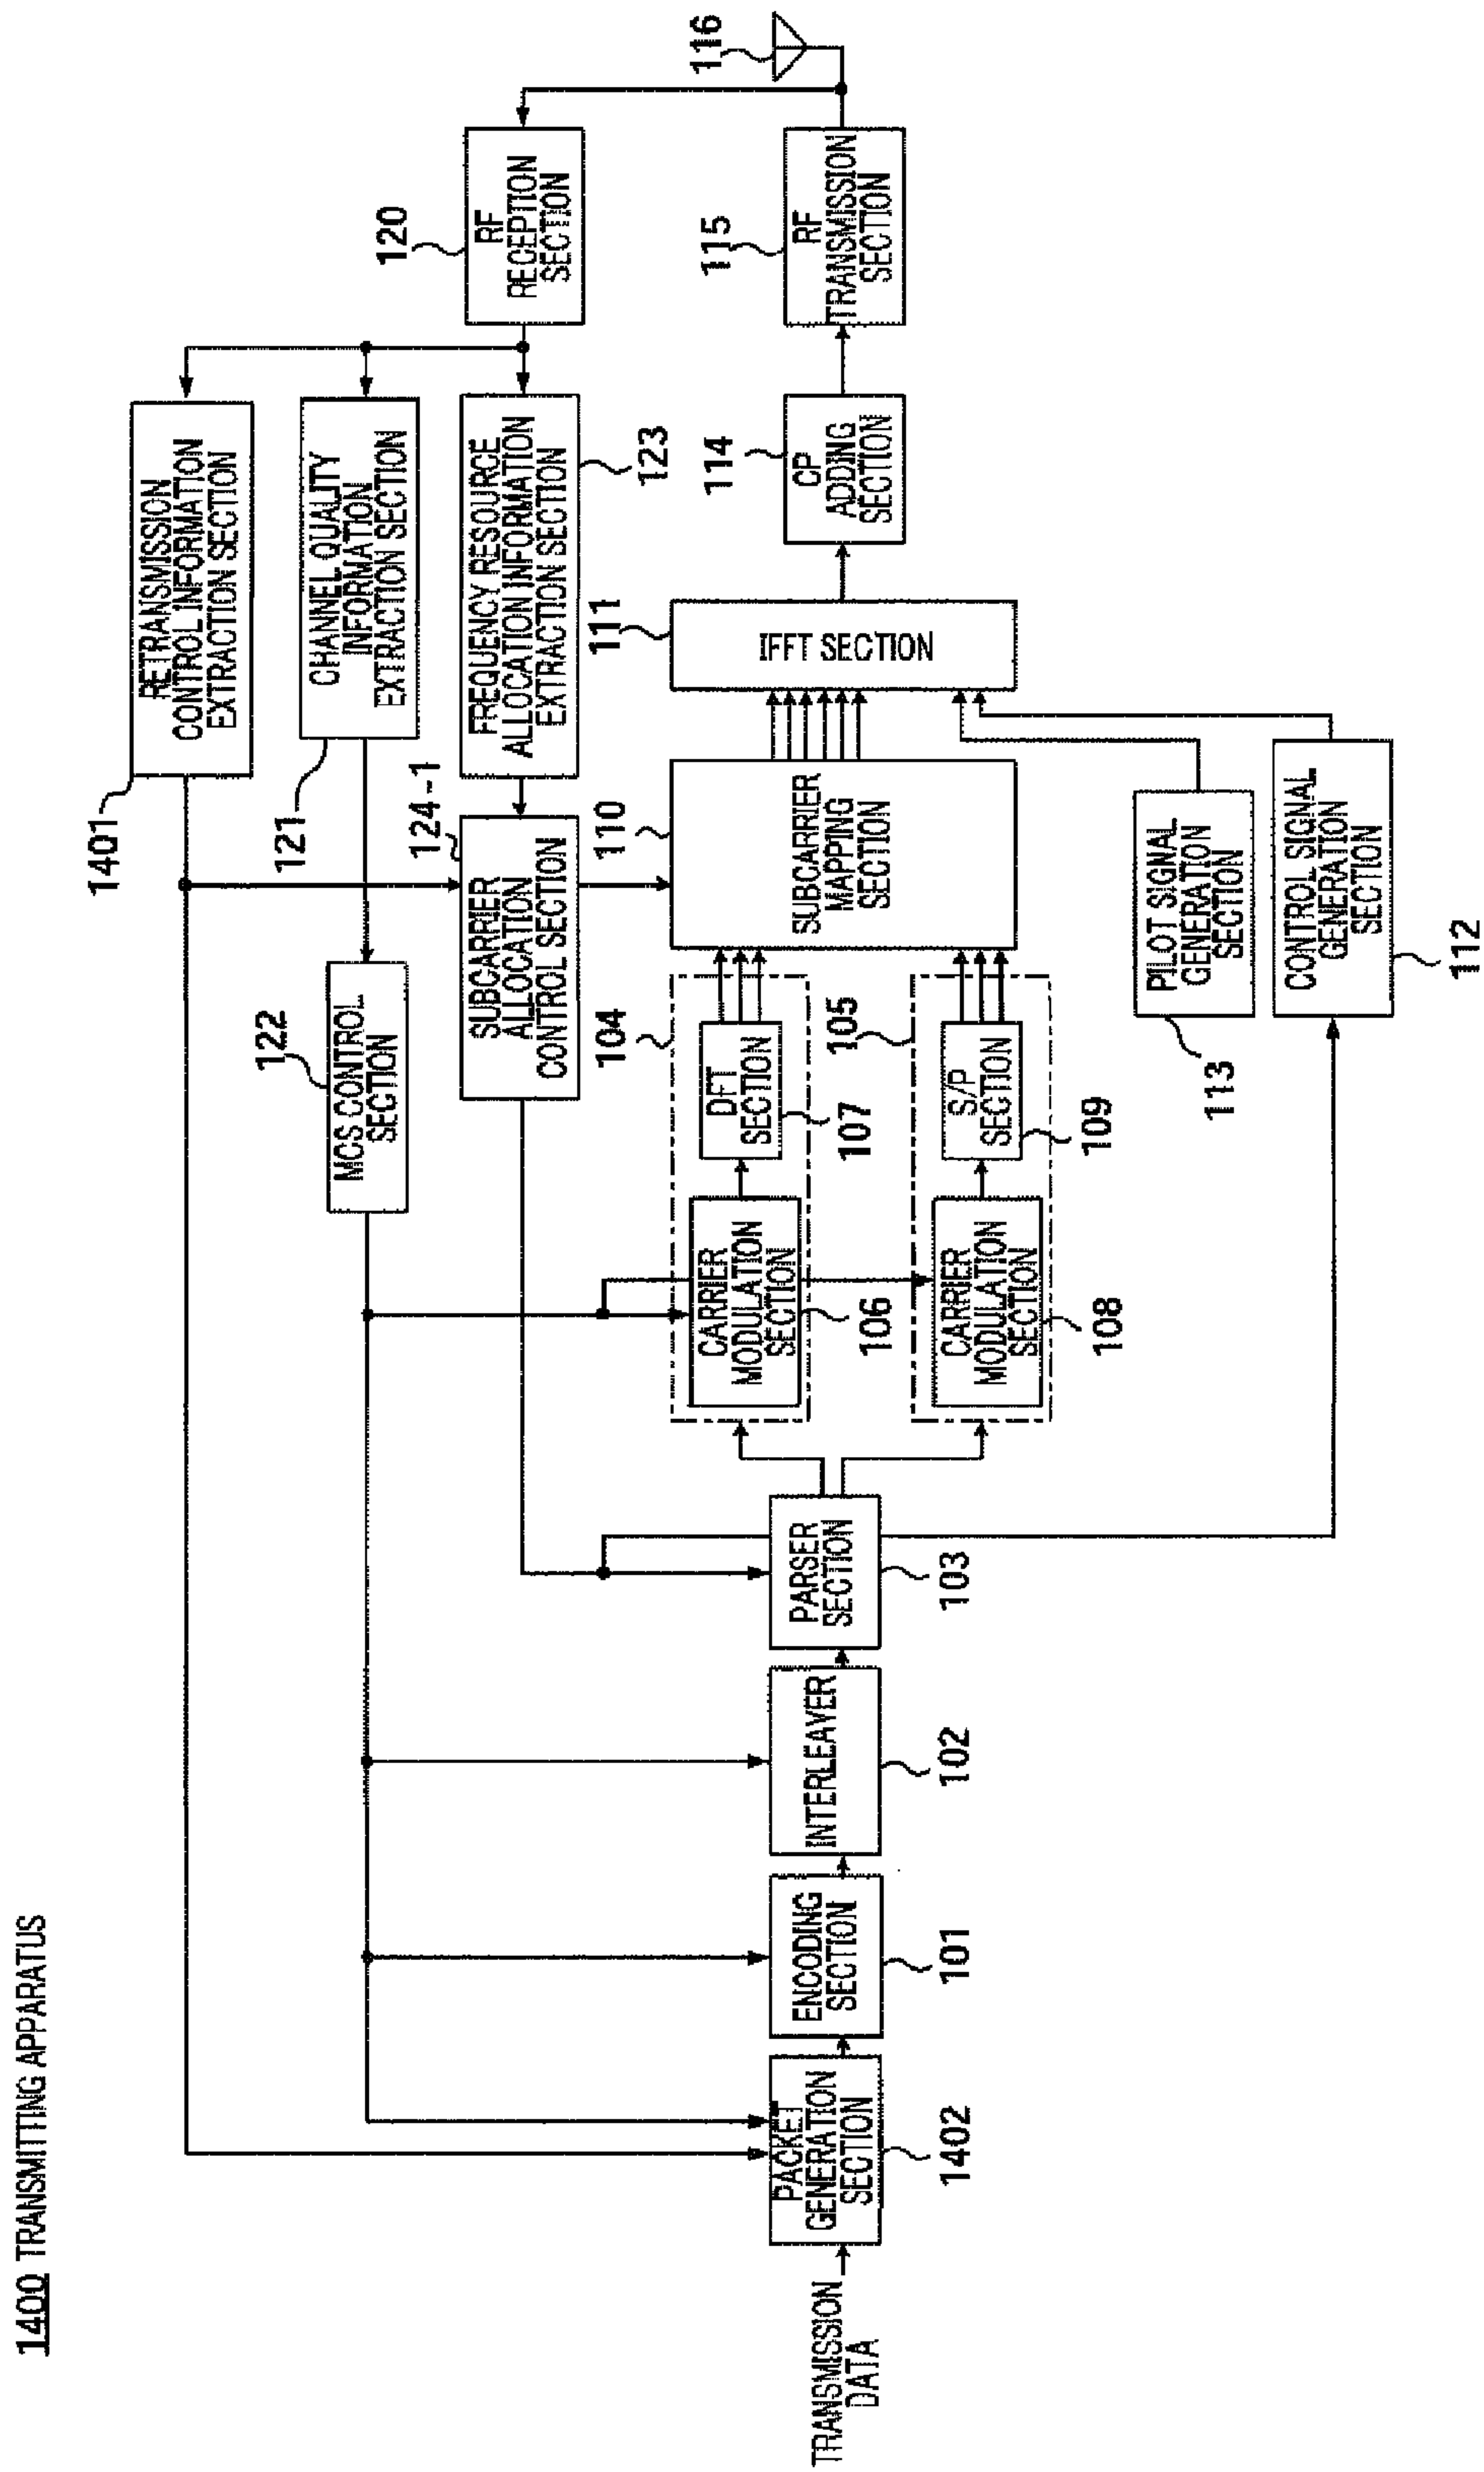 1400 TRANSMITTING APPARATUS
1401
RETRANSMISSION
CONTROL INFORMATION
EXTRACTION SECTION
121
CHANNEL QUALITY
INFORMATION
EXTRACTION SECTION
122
MCS CONTROL
SECTION
124-1
SUBCARRIER
ALLOCATION
CONTROL SECTION
FREQUENCY RESOURCE
ALLOCATION INFORMATION
EXTRACTION SECTION
123
120
RF
RECEPTION
SECTION
116
TRANSMISSION
DATA
PACKET
GENERATION
SECTION
1402
ENCODING
SECTION
101
INTERLEAVER
102
PARSER
SECTION
103
104
CARRIER
MODULATION
SECTION
106
DFT
SECTION
107
105
CARRIER
MODULATION
SECTION
108
S/P
SECTION
109
110
SUBCARRIER
MAPPING
SECTION
111
IFFT SECTION
114
CP
ADDING
SECTION
115
RF
TRANSMISSION
SECTION
113
PILOT SIGNAL
GENERATION
SECTION
CONTROL SIGNAL
GENERATION
SECTION
112